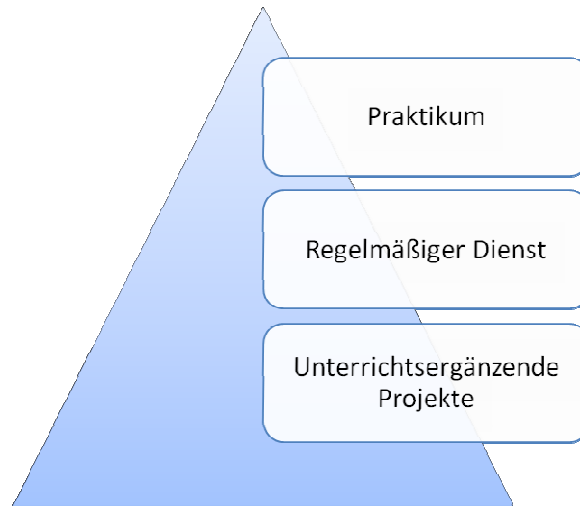 Praktikum
Regelmäßiger Dienst
Unterrichtsergänzende
Projekte